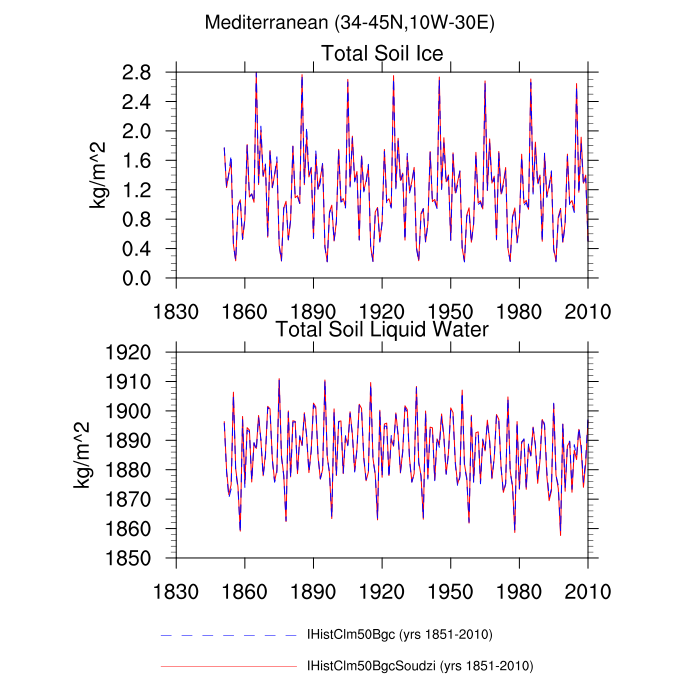 Mediterranean (34-45N,10W-30E)
Total Soil Ice
2.8
2.4
2.0
1.6
1.2
0.8
0.4
0.0
kg/m^2
1830 1860 1890 1920 1950 1980 2010
Total Soil Liquid Water
1920
1910
1900
1890
1880
1870
1860
1850
kg/m^2
1830 1860 1890 1920 1950 1980 2010
IHistClm50Bgc (yrs 1851-2010)
IHistClm50BgcSoudzi (yrs 1851-2010)